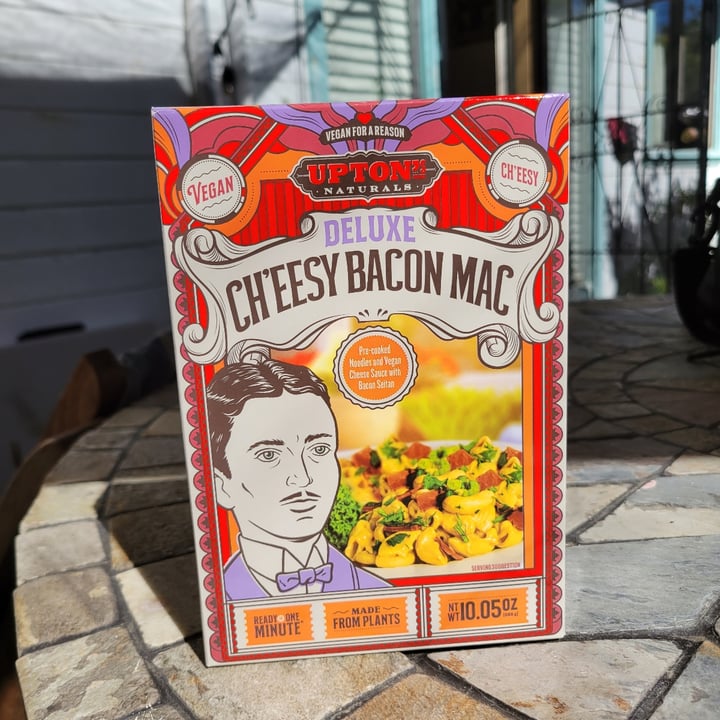 VEGAN FOR A REASON
UPTON'S
NATURALS
VEGAN
CH'EESY
DELUXE
CH'EESY BACON MAC
Pre-cooked
Noodles and Vegan
Cheese Sauce with
Bacon Seitan
SERVING SUGGESTION
READY IN ONE
MINUTE
MADE
FROM PLANTS
NT
WT 10.05 OZ